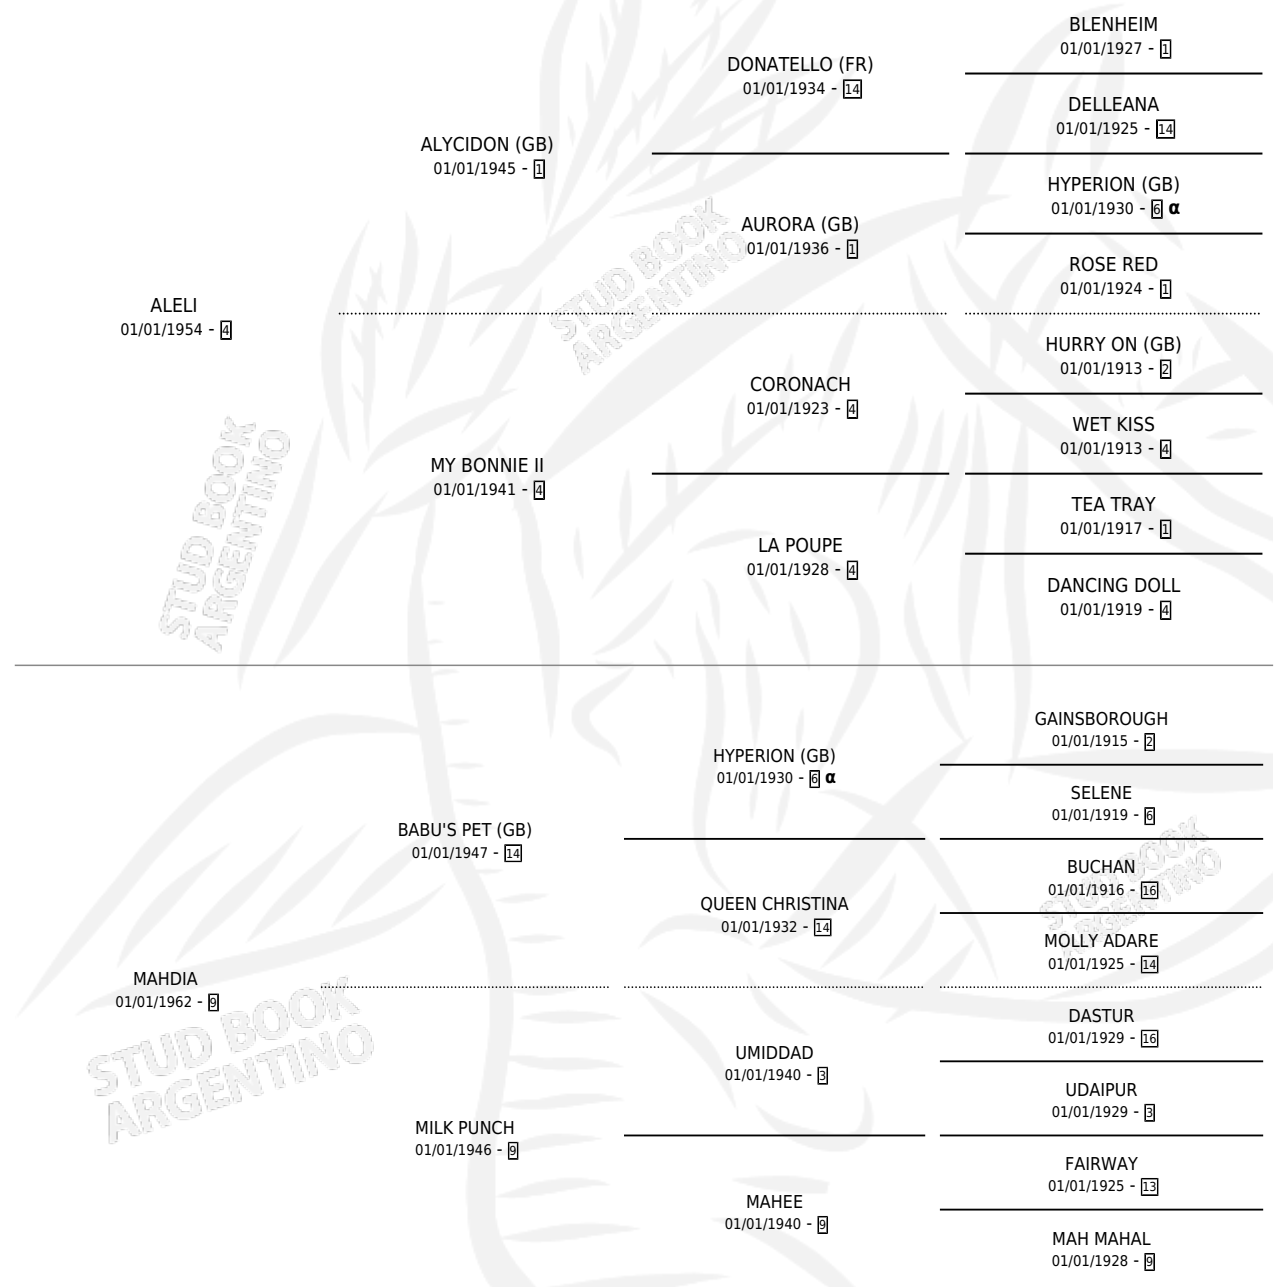 BLENHEIM
01/01/1927 - 1
DONATELLO (FR)
01/01/1934 - 14
DELLEANA
01/01/1925 - 14
ALYCIDON (GB)
01/01/1945 - 1
HYPERION (GB)
01/01/1930 - 6 α
AURORA (GB)
01/01/1936 - 1
ROSE RED
01/01/1924 - 1
ALELI
01/01/1954 - 4
STUD BOOK
ARGENTINO
HURRY ON (GB)
01/01/1913 - 2
CORONACH
01/01/1923 - 4
WET KISS
01/01/1913 - 4
MY BONNIE II
01/01/1941 - 4
TEA TRAY
01/01/1917 - 1
LA POUPE
01/01/1928 - 4
DANCING DOLL
01/01/1919 - 4
STUD BOOK
ARGENTINO
GAINSBOROUGH
01/01/1915 - 2
HYPERION (GB)
01/01/1930 - 6 α
SELENE
01/01/1919 - 6
BABU'S PET (GB)
01/01/1947 - 14
BUCHAN
01/01/1916 - 16
QUEEN CHRISTINA
01/01/1932 - 14
MOLLY ADARE
01/01/1925 - 14
STUD BOOK
ARGENTINO
MAHDIA
01/01/1962 - 9
DASTUR
01/01/1929 - 16
UMIDDAD
01/01/1940 - 3
UDAIPUR
01/01/1929 - 3
STUD BOOK
ARGENTINO
MILK PUNCH
01/01/1946 - 9
FAIRWAY
01/01/1925 - 13
MAHEE
01/01/1940 - 9
MAH MAHAL
01/01/1928 - 9